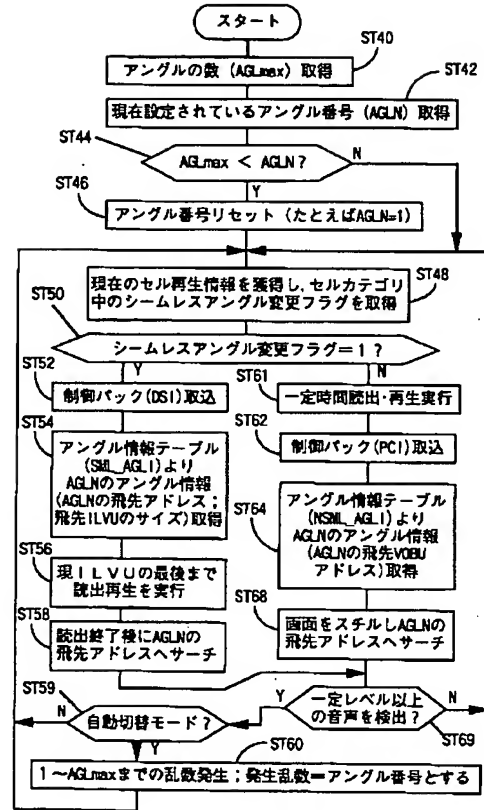 スタート
ST40
アングルの数 (AGLmax) 取得
ST42
現在設定されているアングル番号 (AGLN) 取得
ST44
AGLmax < AGLN?
N
Y
ST46
アングル番号リセット (たとえばAGLN=1)
現在のセル再生情報を獲得し,セルカテゴリ
中のシームレスアングル変更フラグを取得
ST48
ST50
シームレスアングル変更フラグ=1?
Y
N
ST52
制御パック(DSI)取込
ST54
アングル情報テーブル
(SML_AGLI)より
AGLNのアングル情報
(AGLNの飛先アドレス;
飛先ILVUのサイズ)取得
ST56
現ILVUの最後まで
読出再生を実行
ST58
読出終了後にAGLNの
飛先アドレスへサーチ
ST61
一定時間読出・再生実行
ST62
制御パック(PCI)取込
ST64
アングル情報テーブル
(NSML_AGLI)より
AGLNのアングル情報
(AGLNの飛先VOBU
アドレス)取得
ST68
画面をスチルしAGLNの
飛先アドレスへサーチ
ST59
N
自動切替モード?
Y
Y
一定レベル以上
の音声を検出?
N
ST69
ST60
1~AGLmaxまでの乱数発生;発生乱数=アングル番号とする